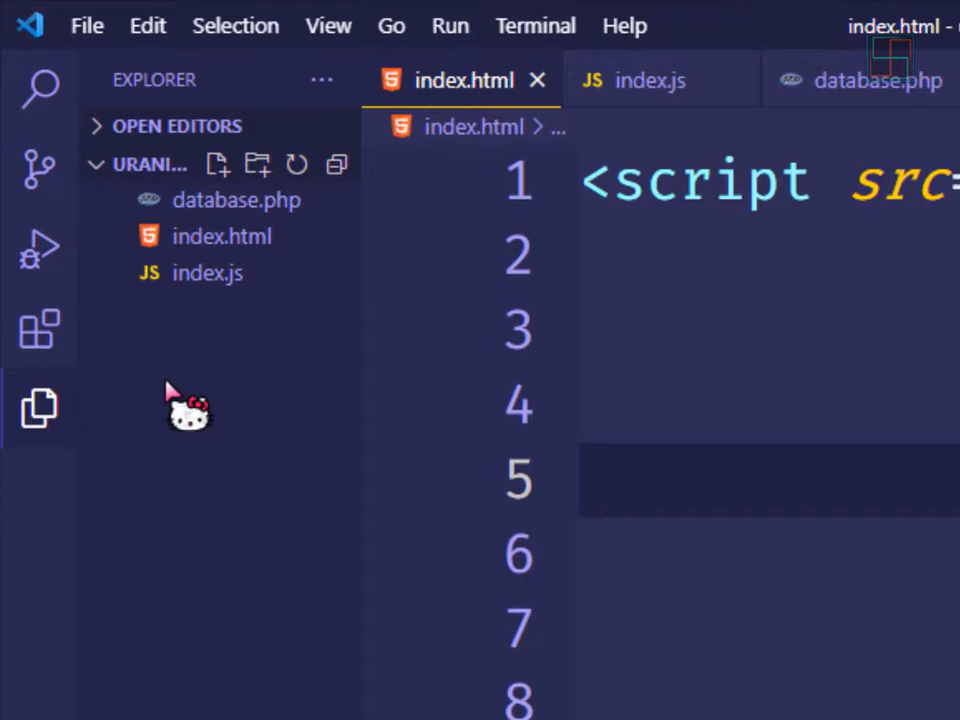 File Edit Selection View Go Run Terminal Help index.html -
EXPLORER ... index.html index.js database.php
OPEN EDITORS
index.html > ...
URANI...
database.php
index.html
index.js
1 <script src=
2
3
4
5
6
7
8